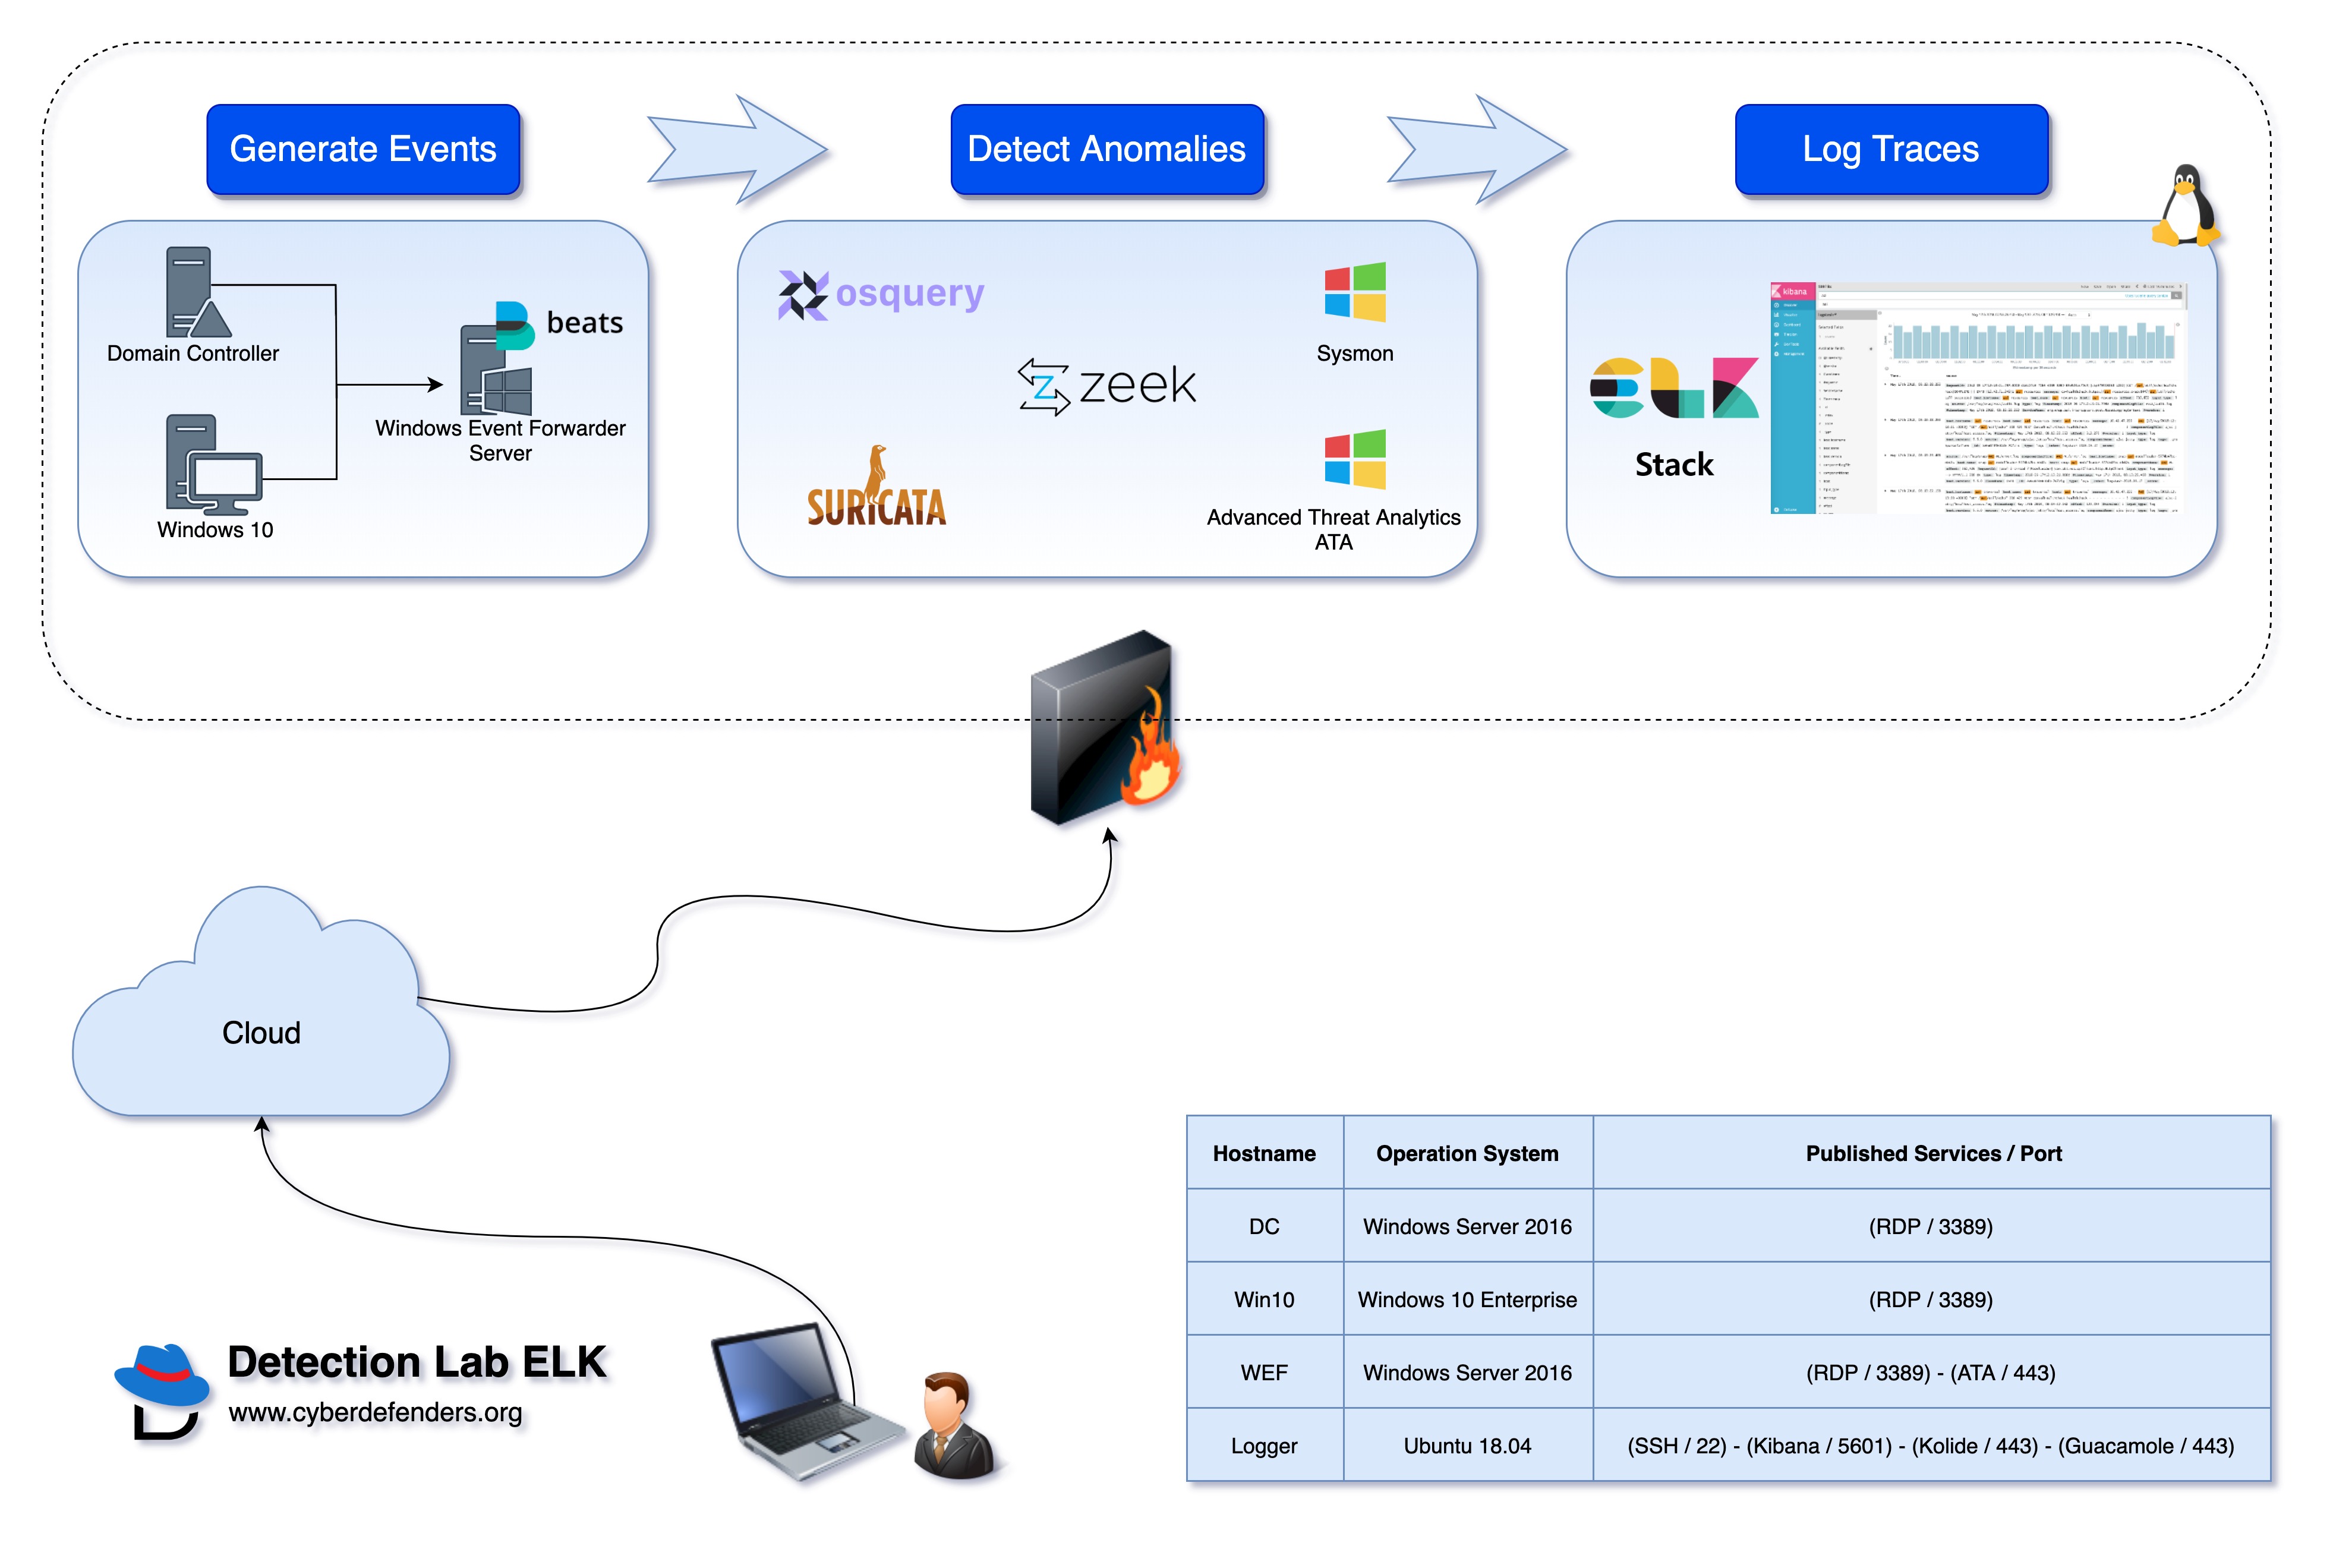 Generate Events
Detect Anomalies
Log Traces
Domain Controller
beats
Windows Event Forwarder
Server
Windows 10
osquery
Sysmon
zeek
SURICATA
Advanced Threat Analytics
ATA
elk
Stack
kibana
Cloud
Detection Lab ELK
www.cyberdefenders.org
Hostname Operation System Published Services / Port
DC Windows Server 2016 (RDP / 3389)
Win10 Windows 10 Enterprise (RDP / 3389)
WEF Windows Server 2016 (RDP / 3389) - (ATA / 443)
Logger Ubuntu 18.04 (SSH / 22) - (Kibana / 5601) - (Kolide / 443) - (Guacamole / 443)